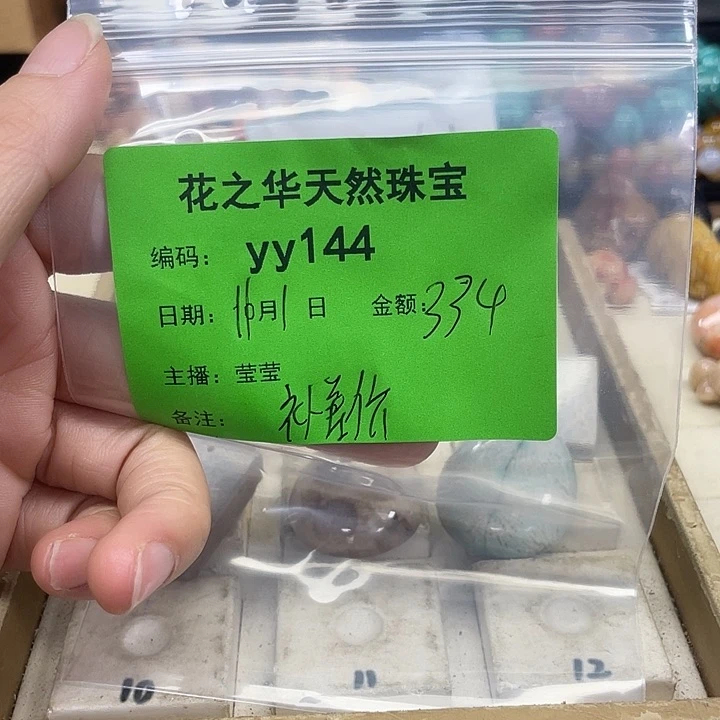 花之华天然珠宝
编码： yy144
日期：10月1日 金额：334
主播：莹莹
备注：补差价
10 11 12